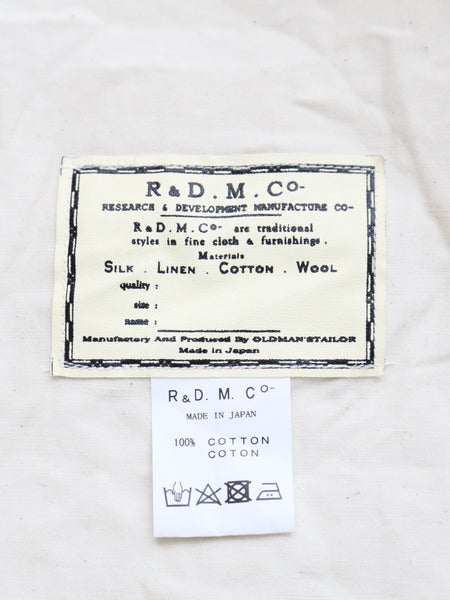 R & D . M . Co-
RESEARCH & DEVELOPMENT MANUFACTURE CO-
R & D . M . Co- are traditional
styles in fine cloth & furnishings .
Materials
SILK . LINEN . COTTON . WOOL
quality :
size :
name :
Manufactory And Produced By OLDMAN'STAILOR
Made in Japan
R & D . M . Co-
MADE IN JAPAN
100% COTTON
COTON